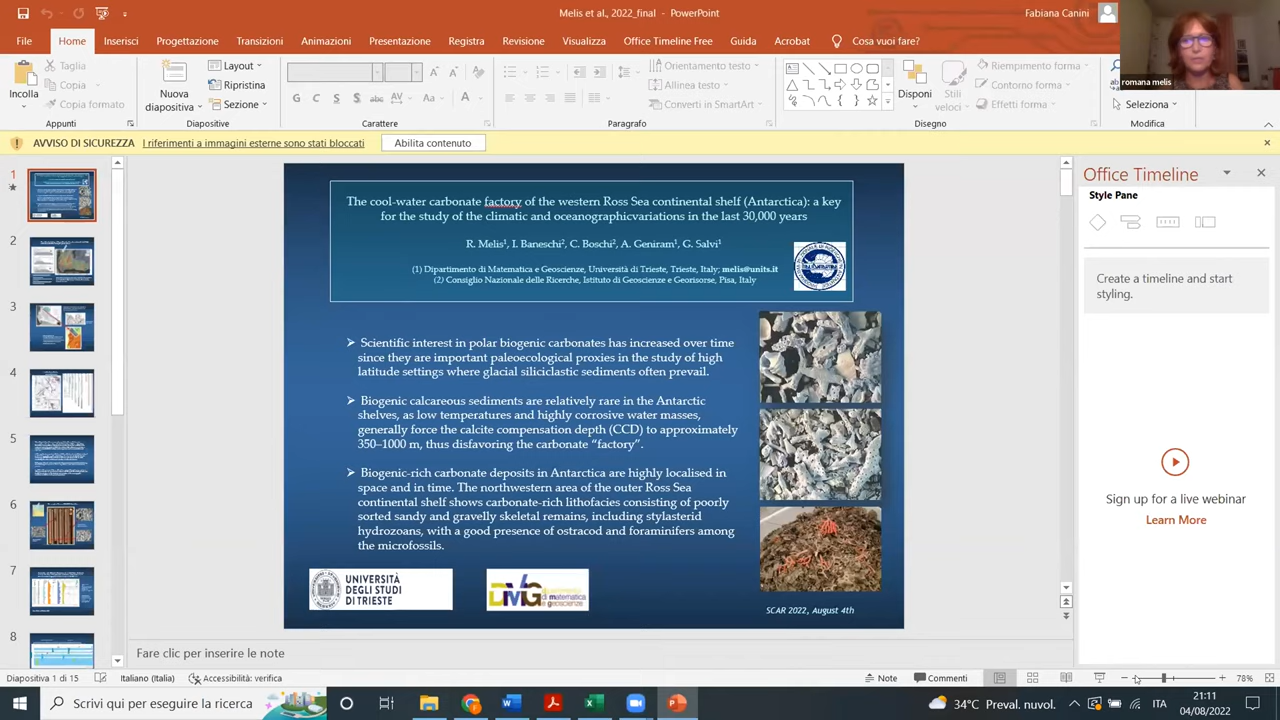 Melis et al., 2022_final - PowerPoint
Fabiana Canini
File
Home
Inserisci
Progettazione
Transizioni
Animazioni
Presentazione
Registra
Revisione
Visualizza
Office Timeline Free
Guida
Acrobat
Cosa vuoi fare?
romana melis
Incolla
Taglia
Copia
Copia formato
Appunti
Nuova
diapositiva
Layout
Ripristina
Sezione
Diapositive
G C S S abc AV Aa A
Carattere
Orientamento testo
Allinea testo
Converti in SmartArt
Paragrafo
Disponi
Stili
veloci
Riempimento forma
Contorno forma
Effetti forma
Disegno
Seleziona
Modifica
AVVISO DI SICUREZZA I riferimenti a immagini esterne sono stati bloccati
Abilita contenuto
1
3
4
5
6
7
8
The cool-water carbonate factory of the western Ross Sea continental shelf (Antarctica): a key
for the study of the climatic and oceanographicvariations in the last 30,000 years
R. Melis¹, I. Baneschi², C. Boschi², A. Geniram¹, G. Salvi¹
(1) Dipartimento di Matematica e Geoscienze, Università di Trieste, Trieste, Italy; melis@units.it
(2) Consiglio Nazionale delle Ricerche, Istituto di Geoscienze e Georisorse, Pisa, Italy
➢ Scientific interest in polar biogenic carbonates has increased over time
since they are important paleoecological proxies in the study of high
latitude settings where glacial siliciclastic sediments often prevail.
➢ Biogenic calcareous sediments are relatively rare in the Antarctic
shelves, as low temperatures and highly corrosive water masses,
generally force the calcite compensation depth (CCD) to approximately
350–1000 m, thus disfavoring the carbonate “factory”.
➢ Biogenic-rich carbonate deposits in Antarctica are highly localised in
space and in time. The northwestern area of the outer Ross Sea
continental shelf shows carbonate-rich lithofacies consisting of poorly
sorted sandy and gravelly skeletal remains, including stylasterid
hydrozoans, with a good presence of ostracod and foraminifers among
the microfossils.
UNIVERSITÀ
DEGLI STUDI
DI TRIESTE
DMG
dipartimento
di matematica
e geoscienze
SCAR 2022, August 4th
Office Timeline
Style Pane
Create a timeline and start
styling.
Sign up for a live webinar
Learn More
Fare clic per inserire le note
Diapositiva 1 di 15
Italiano (Italia)
Accessibilità: verifica
Note
Commenti
78%
Scrivi qui per eseguire la ricerca
34°C Preval. nuvol.
ITA
21:11
04/08/2022